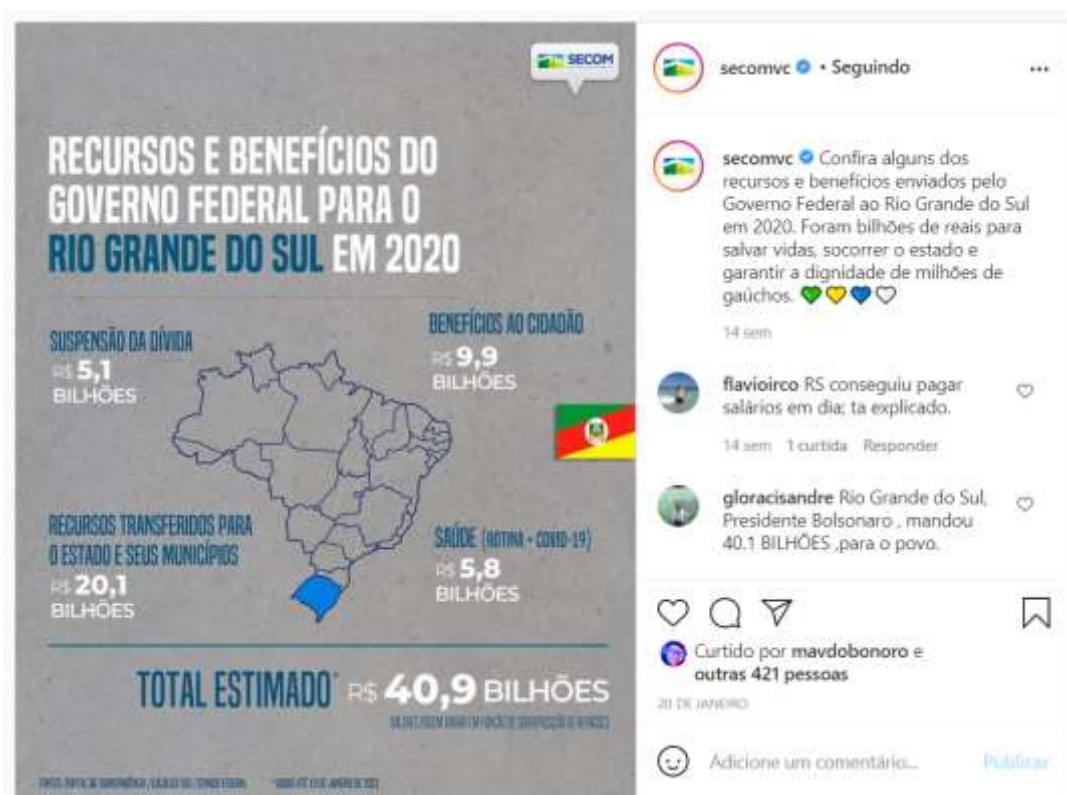 SECOM
RECURSOS E BENEFÍCIOS DO
GOVERNO FEDERAL PARA O
RIO GRANDE DO SUL EM 2020
SUSPENSÃO DA DÍVIDA
R$ 5,1
BILHÕES
BENEFÍCIOS AO CIDADÃO
R$ 9,9
BILHÕES
RECURSOS TRANSFERIDOS PARA
O ESTADO E SEUS MUNICÍPIOS
R$ 20,1
BILHÕES
SAÚDE (ROTINA + COVID-19)
R$ 5,8
BILHÕES
TOTAL ESTIMADO* R$ 40,9 BILHÕES
secomvc • Seguindo
secomvc Confira alguns dos
recursos e benefícios enviados pelo
Governo Federal ao Rio Grande do Sul
em 2020. Foram bilhões de reais para
salvar vidas, socorrer o estado e
garantir a dignidade de milhões de
gaúchos. 💚💛💙🤍
14 sem
flavioirco RS conseguiu pagar
salários em dia; ta explicado.
14 sem 1 curtida Responder
gloracisandre Rio Grande do Sul,
Presidente Bolsonaro , mandou
40.1 BILHÕES ,para o povo.
Curtido por mavdobonoro e
outras 421 pessoas
20 DE JANEIRO
Adicione um comentário... Publicar